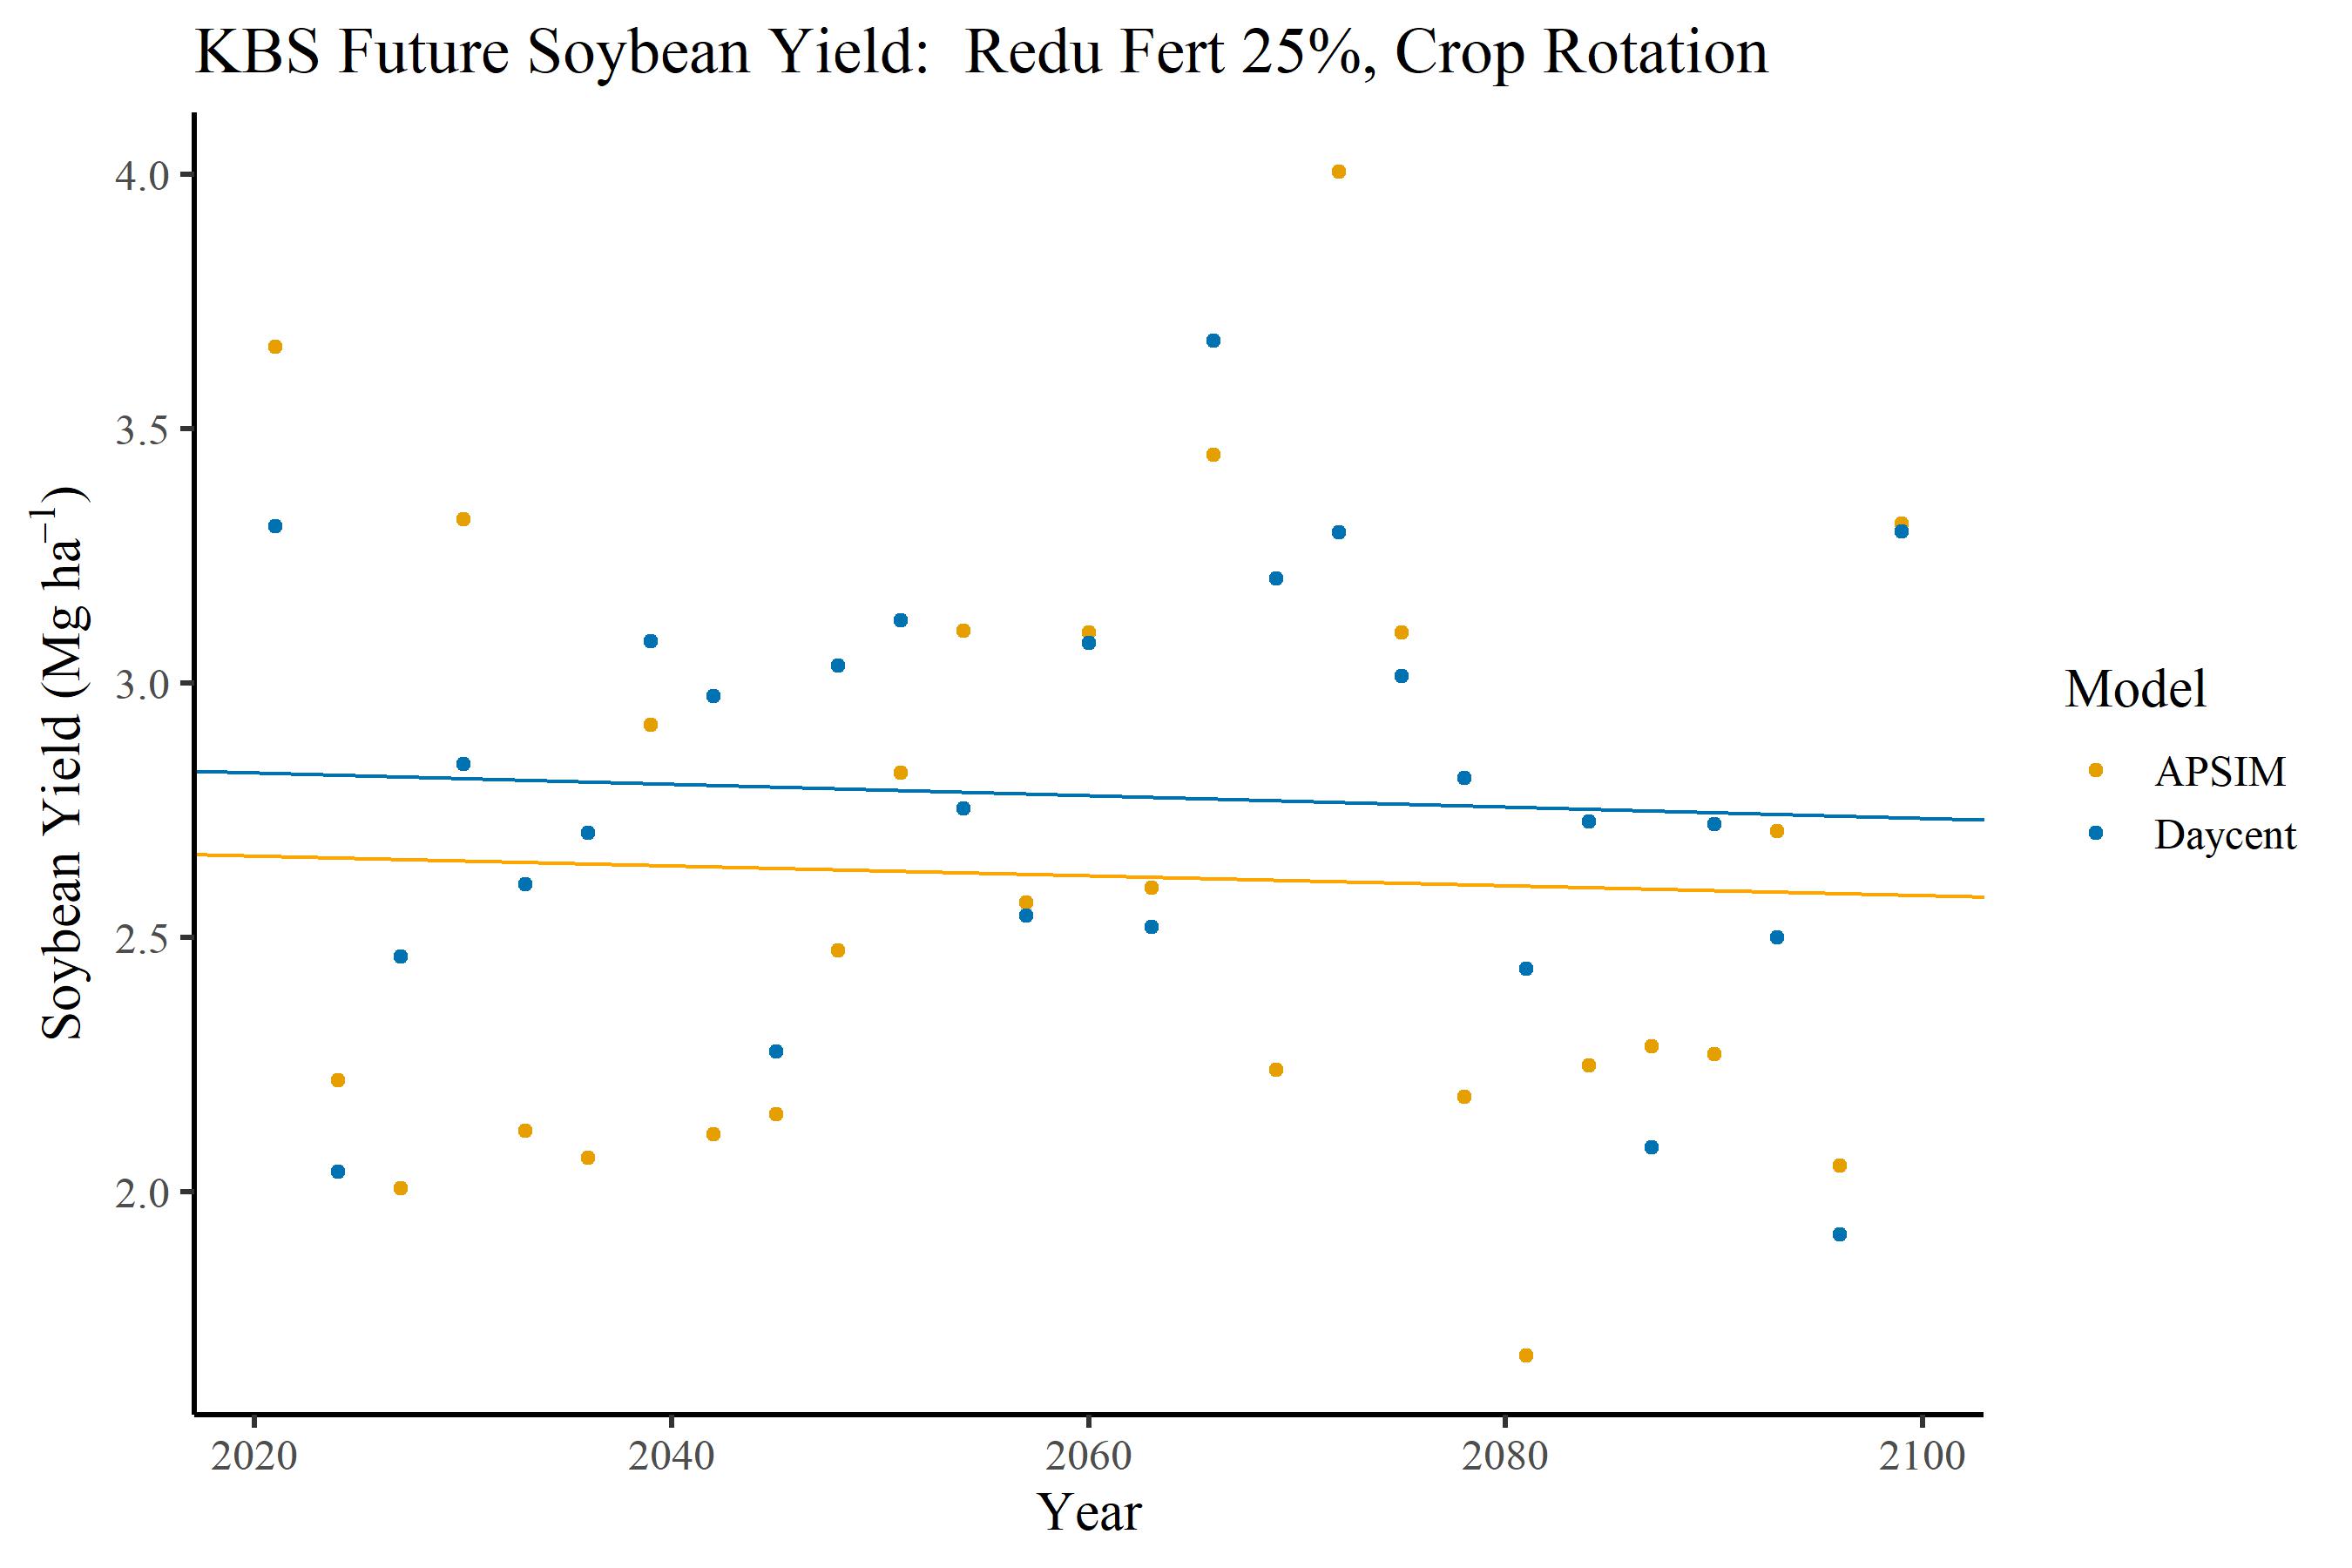 KBS Future Soybean Yield:  Redu Fert 25%, Crop Rotation
Soybean Yield (Mg ha⁻¹)
4.0
3.5
3.0
2.5
2.0
2020 2040 2060 2080 2100
Year
Model
APSIM
Daycent